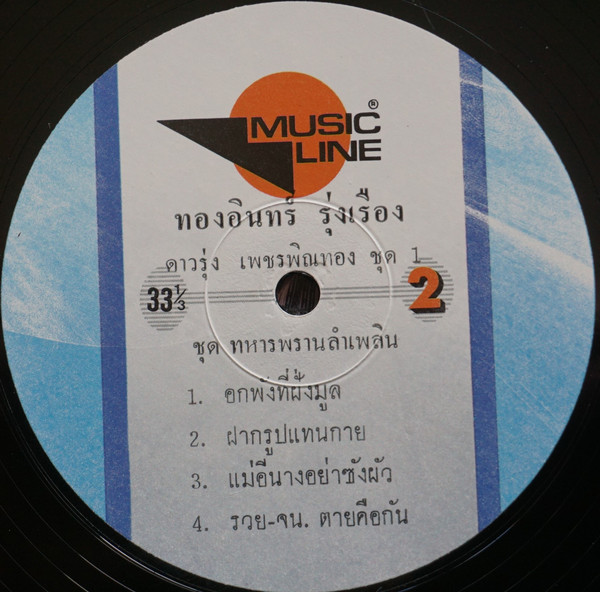 MUSIC®
LINE
ทองอินทร์ รุ่งเรือง
ดาวรุ่ง เพชรพิณทอง ชุด 1
33⅓
2
ชุด ทหารพรานลำเพลิน
1. อกพังที่ฝั่งมูล
2. ฝากรูปแทนกาย
3. แม่อีนางอย่าซังผัว
4. รวย-จน. ตายคือกัน